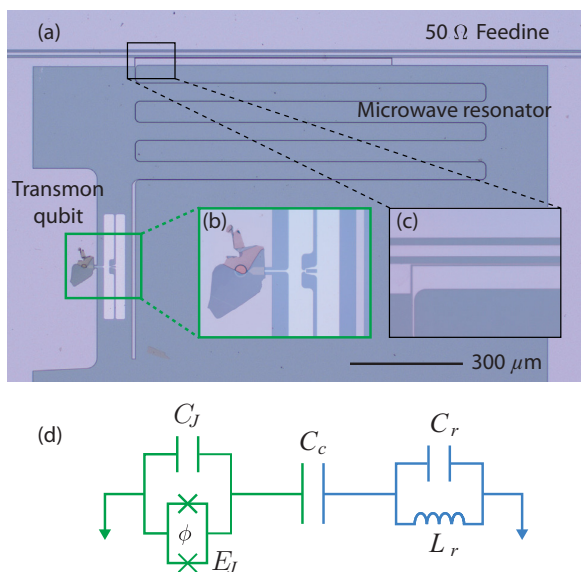 (a)
50 Ω Feedine
Microwave resonator
Transmon
qubit
(b)
(c)
300 μm
(d)
C_J
C_c
C_r
ϕ
E_J
L_r